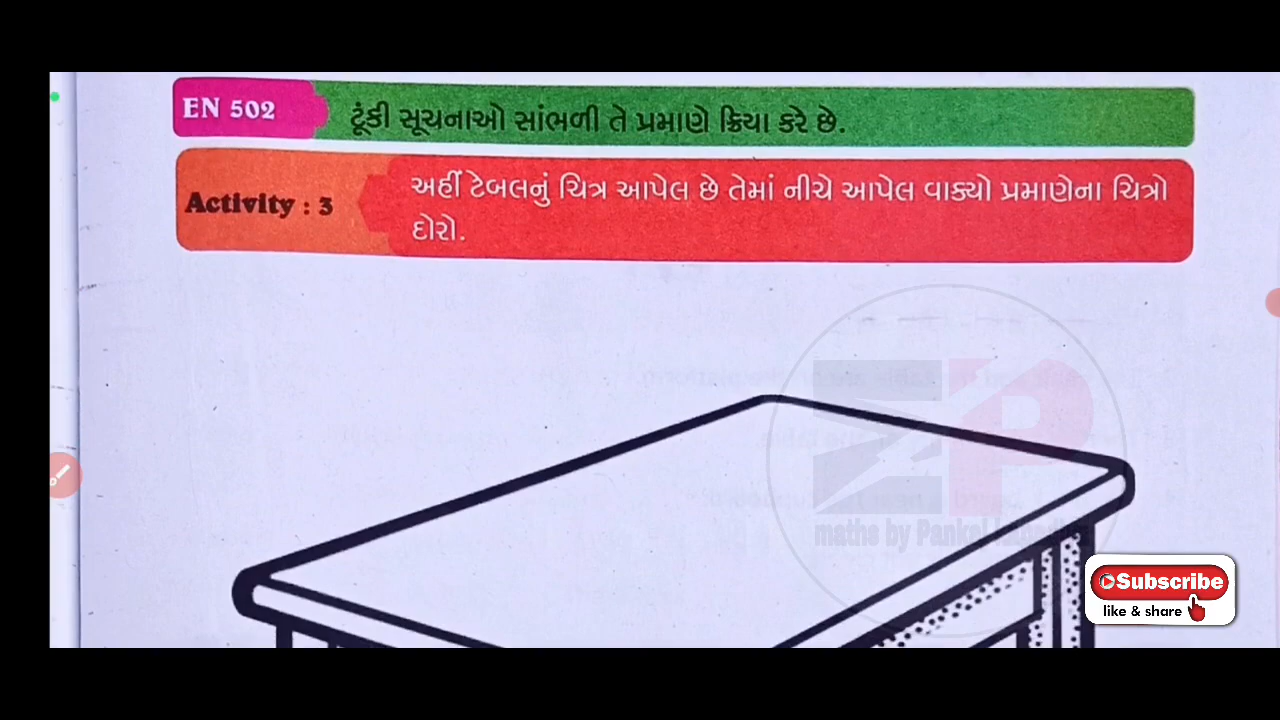 EN 502
ટૂંકી સૂચનાઓ સાંભળી તે પ્રમાણે ક્રિયા કરે છે.
Activity : 3
અહીં ટેબલનું ચિત્ર આપેલ છે તેમાં નીચે આપેલ વાક્યો પ્રમાણેના ચિત્રો
દોરો.
ZP
maths by Pankaj
Subscribe
like & share